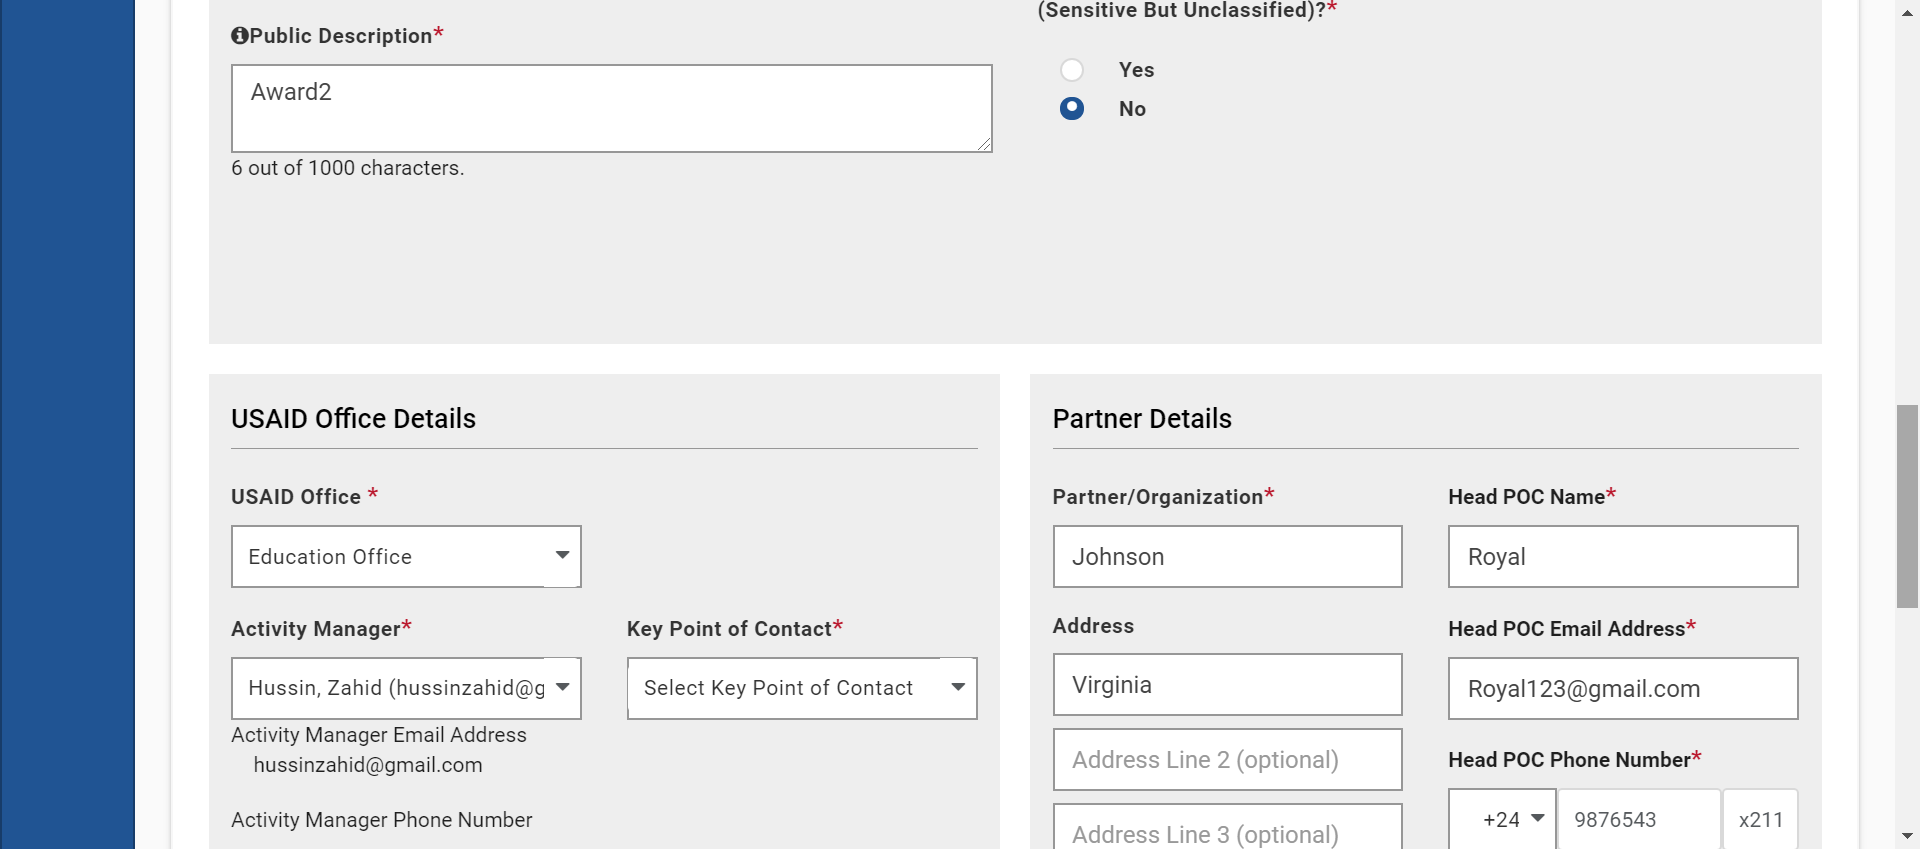 (Sensitive But Unclassified)?*
Public Description*
Award2
6 out of 1000 characters.
Yes
No
USAID Office Details
USAID Office *
Education Office
Activity Manager*
Hussin, Zahid (hussinzahid@g
Key Point of Contact*
Select Key Point of Contact
Activity Manager Email Address
hussinzahid@gmail.com
Activity Manager Phone Number
Partner Details
Partner/Organization*
Johnson
Head POC Name*
Royal
Address
Virginia
Head POC Email Address*
Royal123@gmail.com
Address Line 2 (optional)
Head POC Phone Number*
Address Line 3 (optional)
+24 9876543 x211